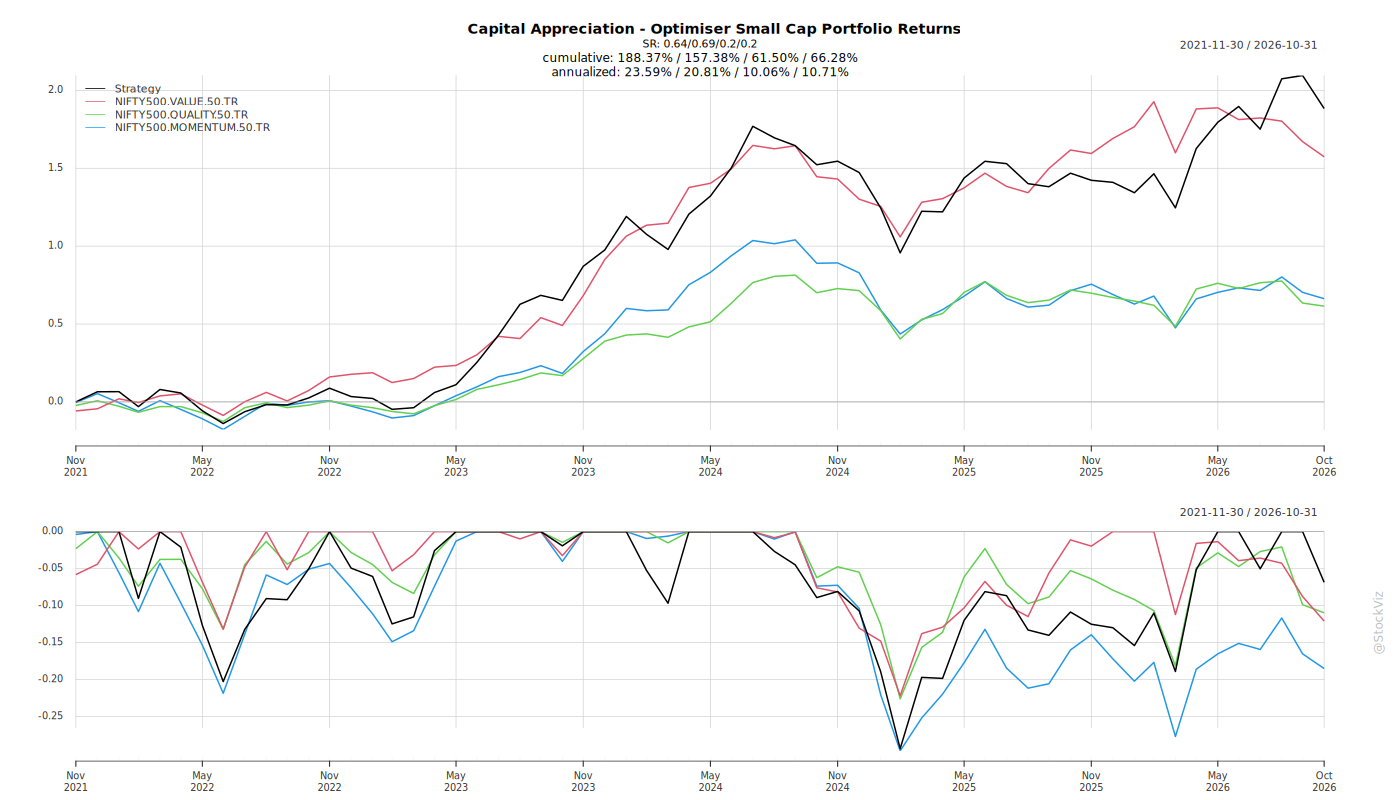 Capital Appreciation - Optimiser Small Cap Portfolio Returns
SR: 0.64/0.69/0.2/0.2
cumulative: 188.37% / 157.38% / 61.50% / 66.28%
annualized: 23.59% / 20.81% / 10.06% / 10.71%
2021-11-30 / 2026-10-31
Strategy
NIFTY500.VALUE.50.TR
NIFTY500.QUALITY.50.TR
NIFTY500.MOMENTUM.50.TR
2.0
1.5
1.0
0.5
0.0
Nov May Nov May Nov May Nov May Nov May Oct
2021 2022 2022 2023 2023 2024 2024 2025 2025 2026 2026
2021-11-30 / 2026-10-31
0.00
-0.05
-0.10
-0.15
-0.20
-0.25
Nov May Nov May Nov May Nov May Nov May Oct
2021 2022 2022 2023 2023 2024 2024 2025 2025 2026 2026
@StockViz